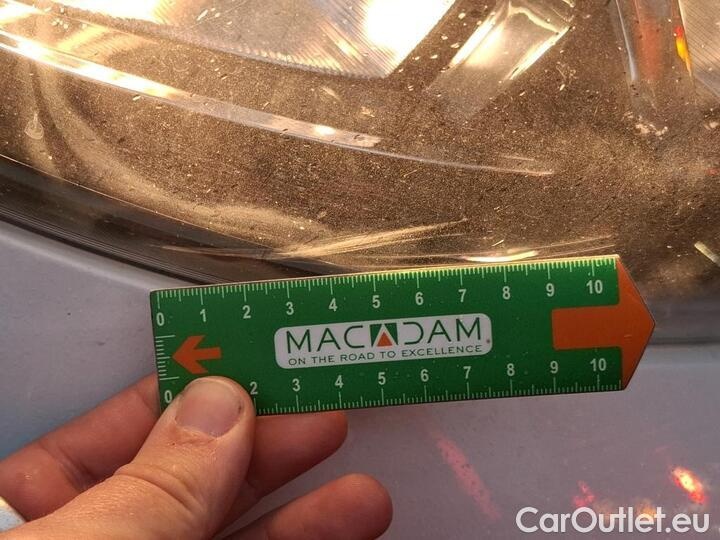 0 1 2 3 4 5 6 7 8 9 10
MACADAM
ON THE ROAD TO EXCELLENCE
0 2 3 4 5 6 7 8 9 10
CarOutlet.eu